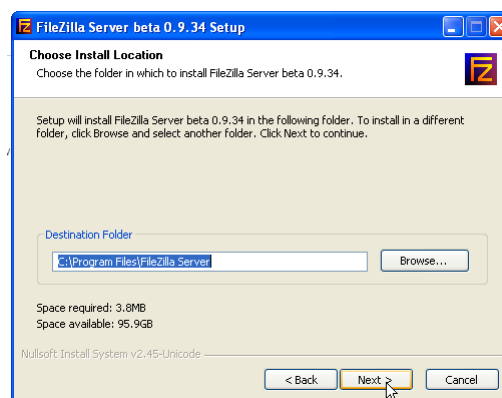 FileZilla Server beta 0.9.34 Setup
Choose Install Location
Choose the folder in which to install FileZilla Server beta 0.9.34.
FZ
Setup will install FileZilla Server beta 0.9.34 in the following folder. To install in a different
folder, click Browse and select another folder. Click Next to continue.
Destination Folder
C:\Program Files\FileZilla Server
Browse...
Space required: 3.8MB
Space available: 95.9GB
Nullsoft Install System v2.45-Unicode
< Back
Next >
Cancel